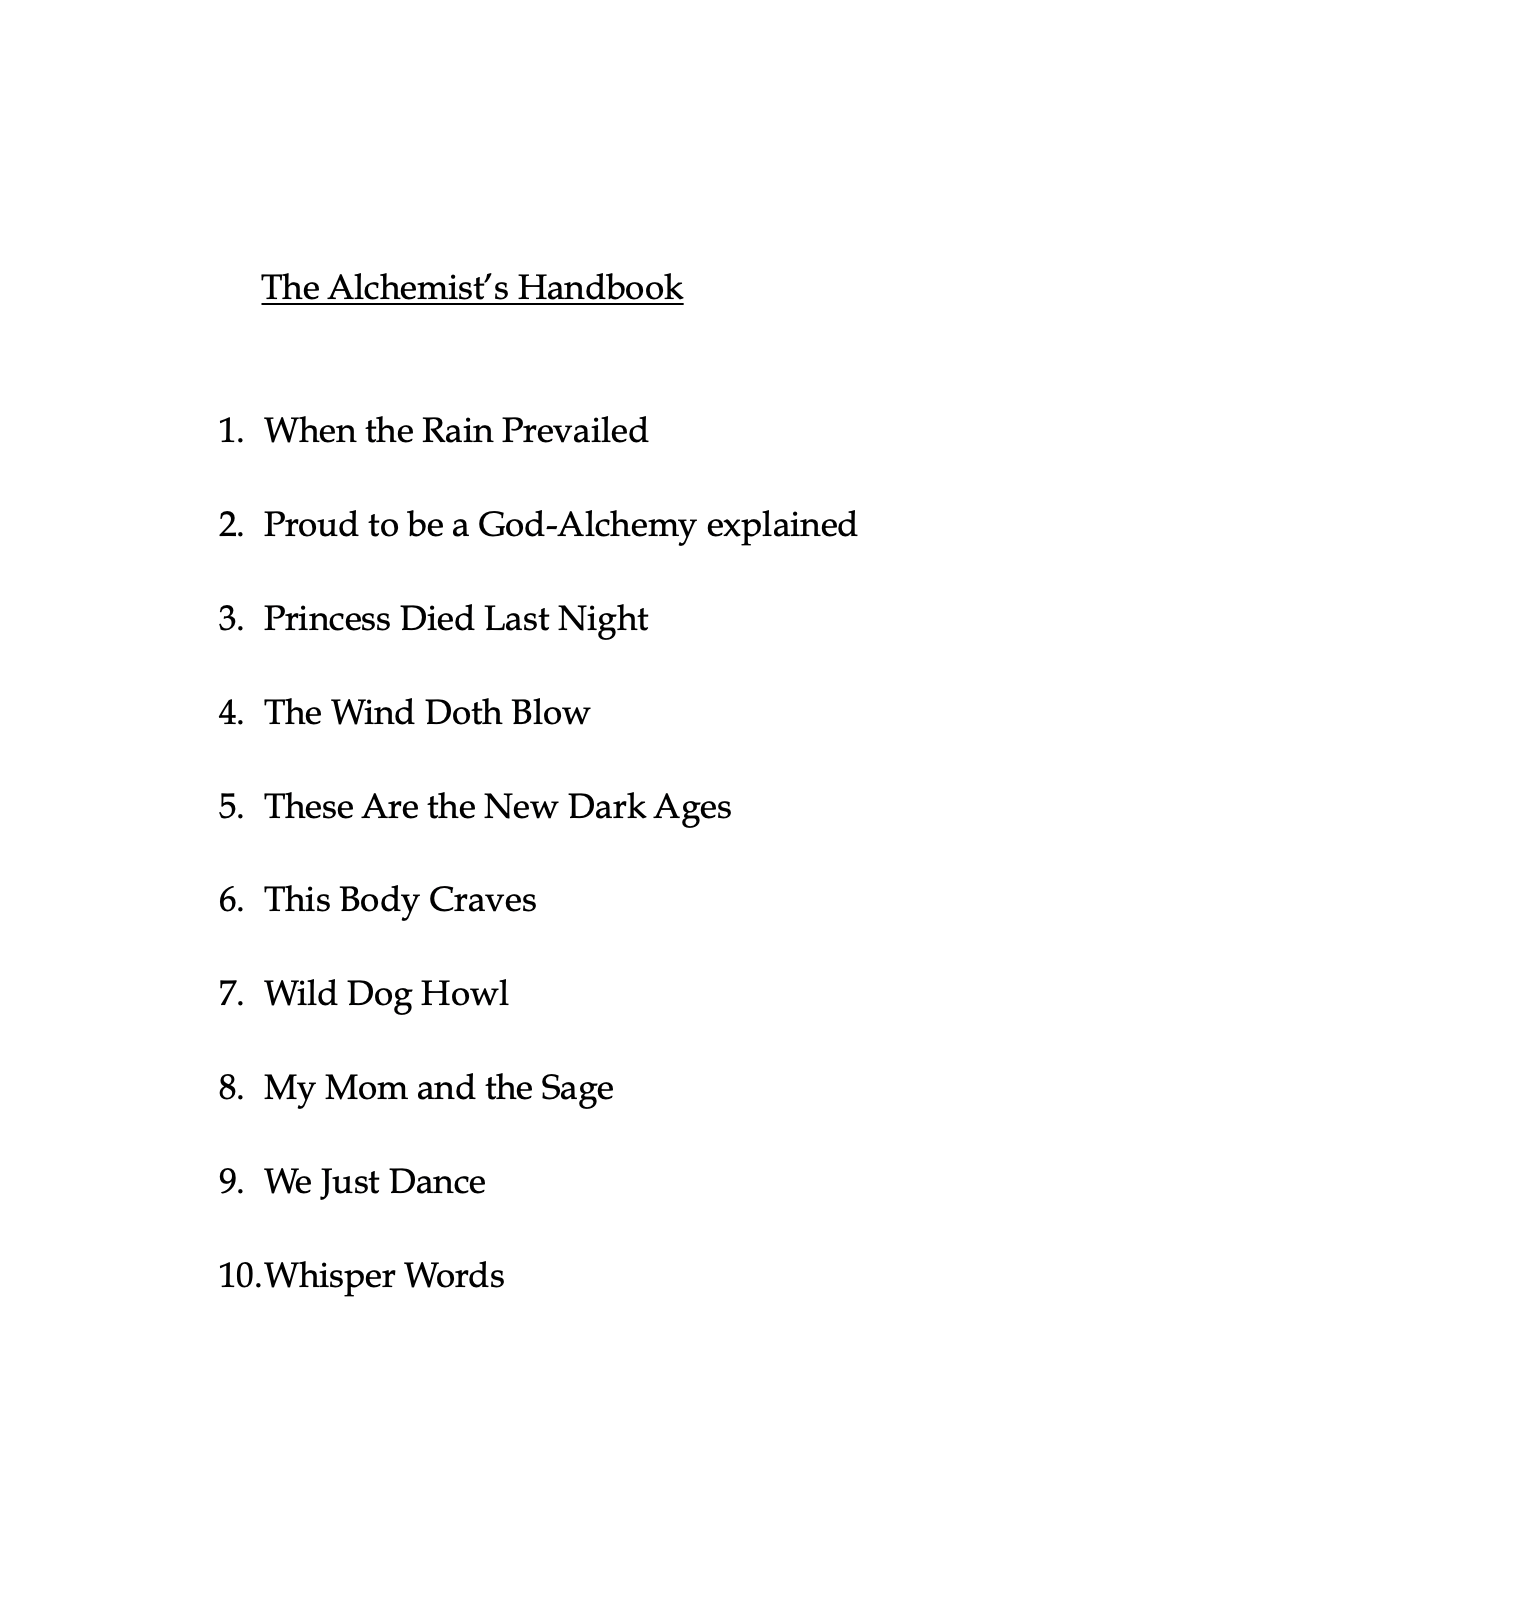 The Alchemist’s Handbook
1. When the Rain Prevailed
2. Proud to be a God-Alchemy explained
3. Princess Died Last Night
4. The Wind Doth Blow
5. These Are the New Dark Ages
6. This Body Craves
7. Wild Dog Howl
8. My Mom and the Sage
9. We Just Dance
10. Whisper Words